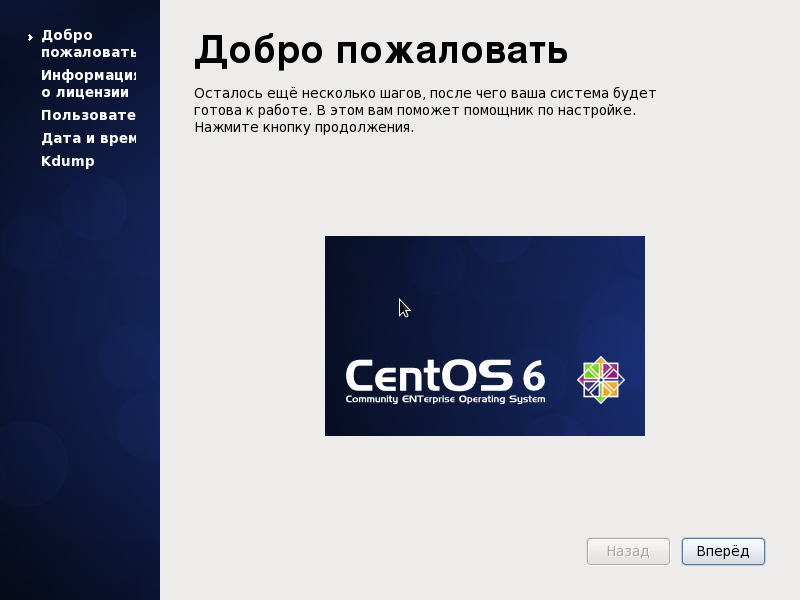 Добро
пожаловать
Информация
о лицензии
Пользовате
Дата и врем
Kdump
Добро пожаловать
Осталось ещё несколько шагов, после чего ваша система будет
готова к работе. В этом вам поможет помощник по настройке.
Нажмите кнопку продолжения.
CentOS 6
Community ENTerprise Operating System
Назад
Вперёд